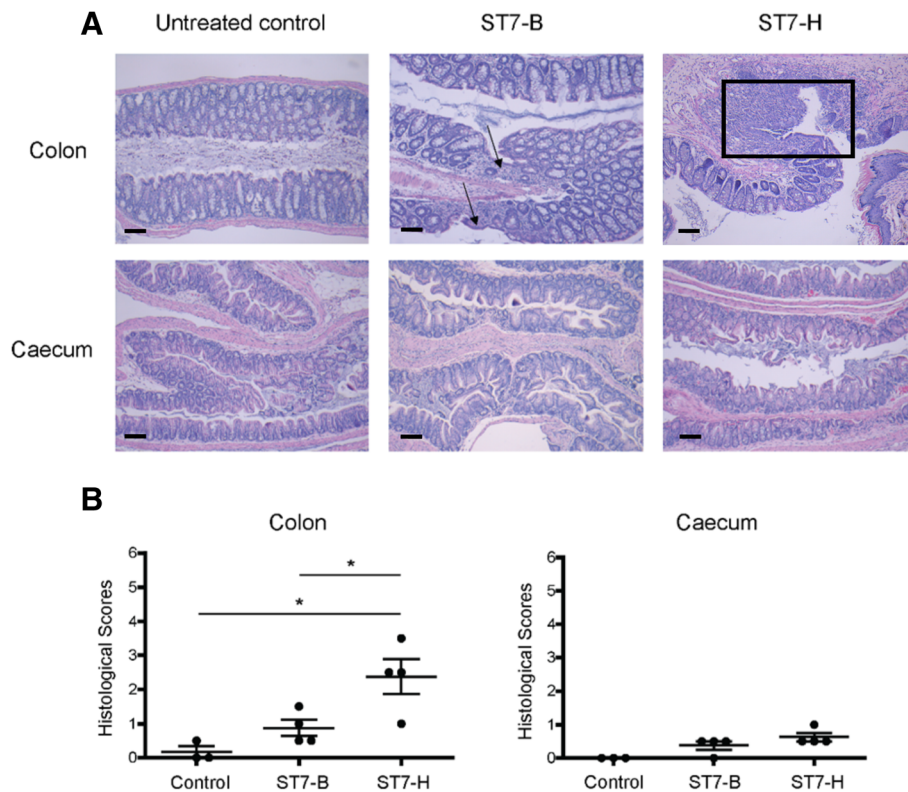 A
Untreated control
ST7-B
ST7-H
Colon
Caecum
B
Colon
Histological Scores
6
5
4
3
2
1
0
*
*
Control
ST7-B
ST7-H
Caecum
Histological Scores
6
5
4
3
2
1
0
Control
ST7-B
ST7-H